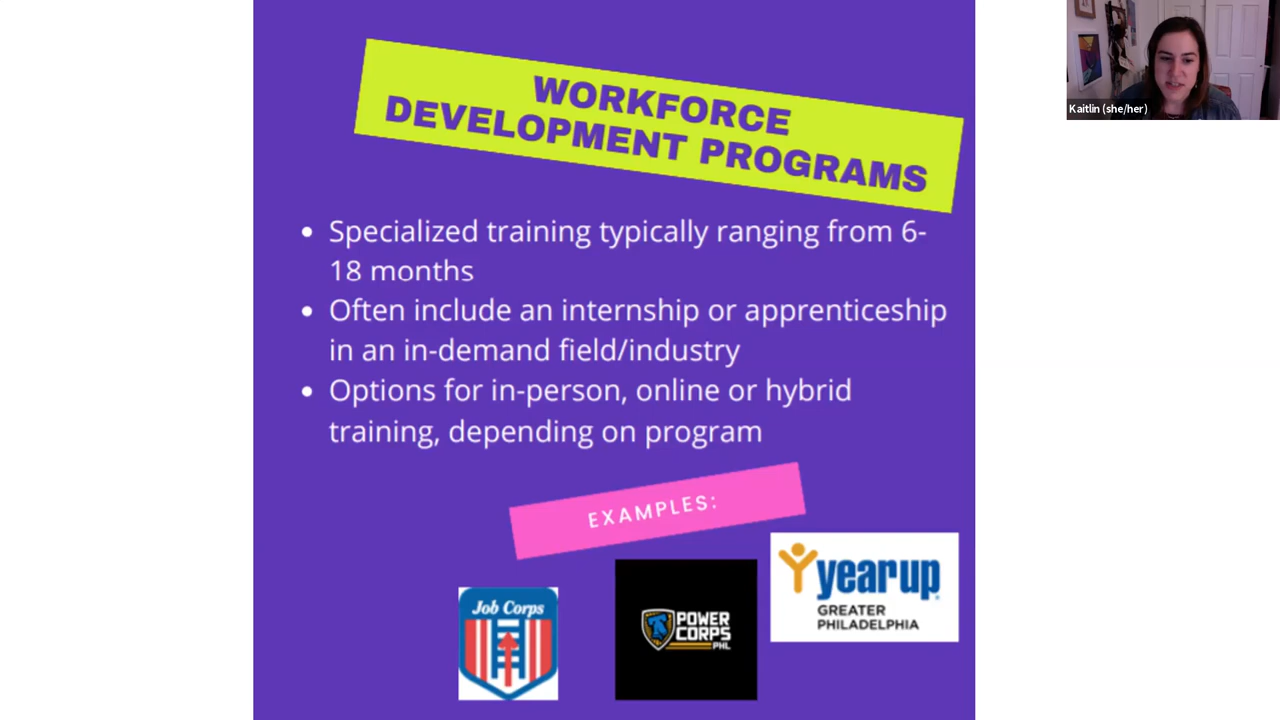 WORKFORCE
DEVELOPMENT PROGRAMS
Kaitlin (she/her)
• Specialized training typically ranging from 6-
18 months
• Often include an internship or apprenticeship
in an in-demand field/industry
• Options for in-person, online or hybrid
training, depending on program
EXAMPLES:
Job Corps
POWER
CORPS
PHL
yearup
GREATER
PHILADELPHIA